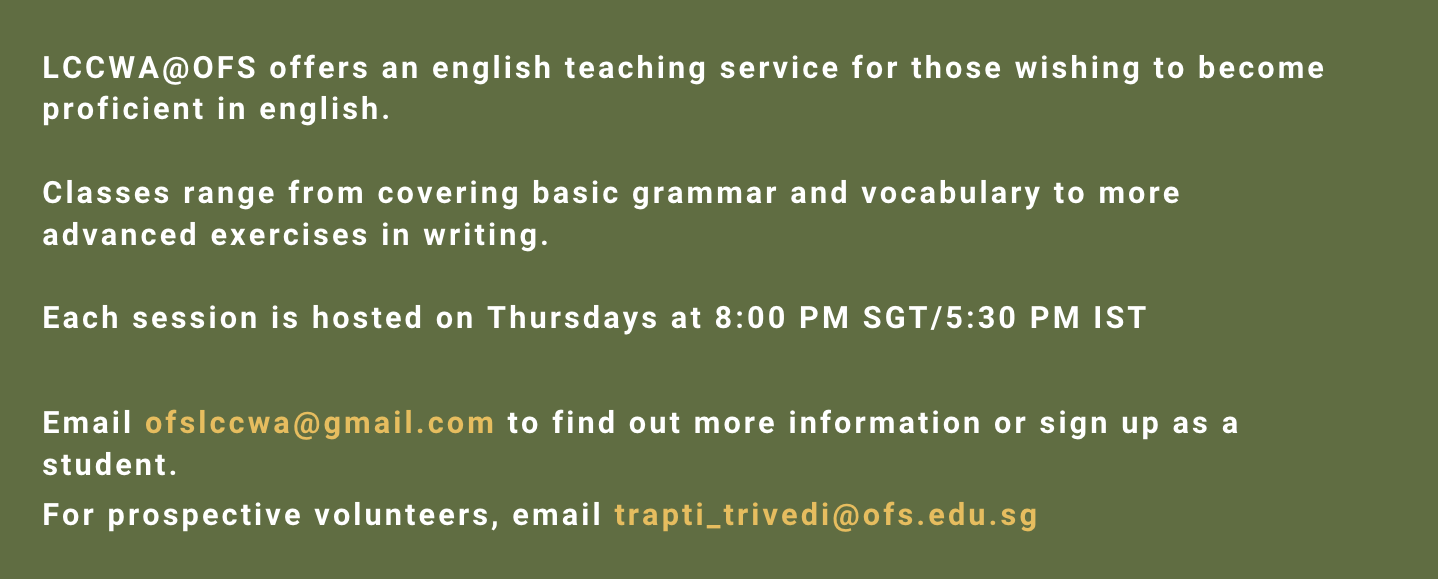 LCCWA@OFS offers an english teaching service for those wishing to become
proficient in english.
Classes range from covering basic grammar and vocabulary to more
advanced exercises in writing.
Each session is hosted on Thursdays at 8:00 PM SGT/5:30 PM IST
Email ofslccwa@gmail.com to find out more information or sign up as a
student.
For prospective volunteers, email trapti_trivedi@ofs.edu.sg